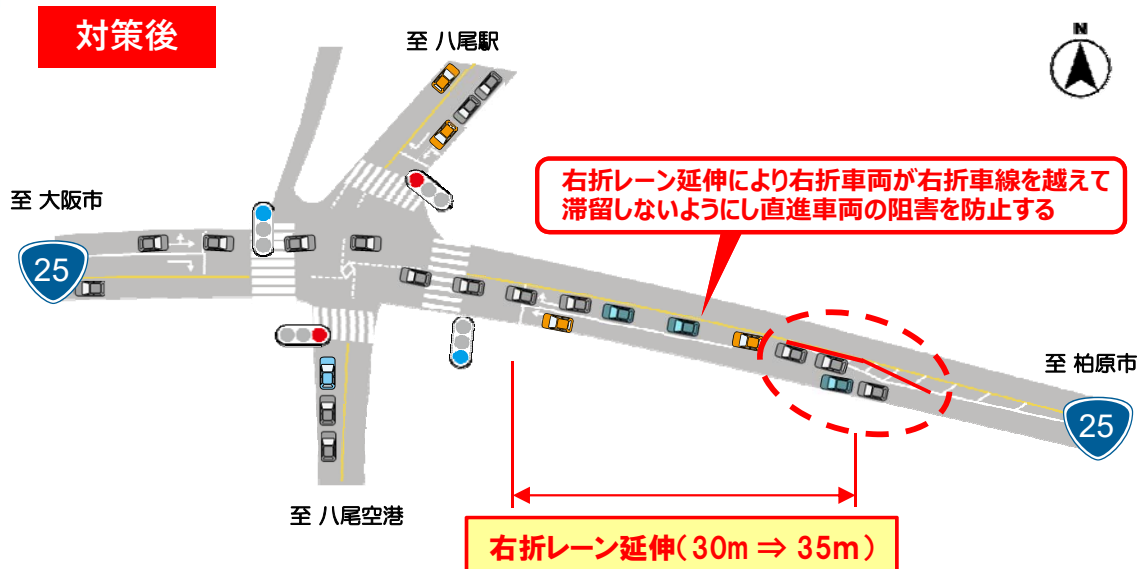 対策後
至 八尾駅
N
右折レーン延伸により右折車両が右折車線を越えて
滞留しないようにし直進車両の阻害を防止する
至 大阪市
25
至 柏原市
25
至 八尾空港
右折レーン延伸(30m ⇒ 35m)